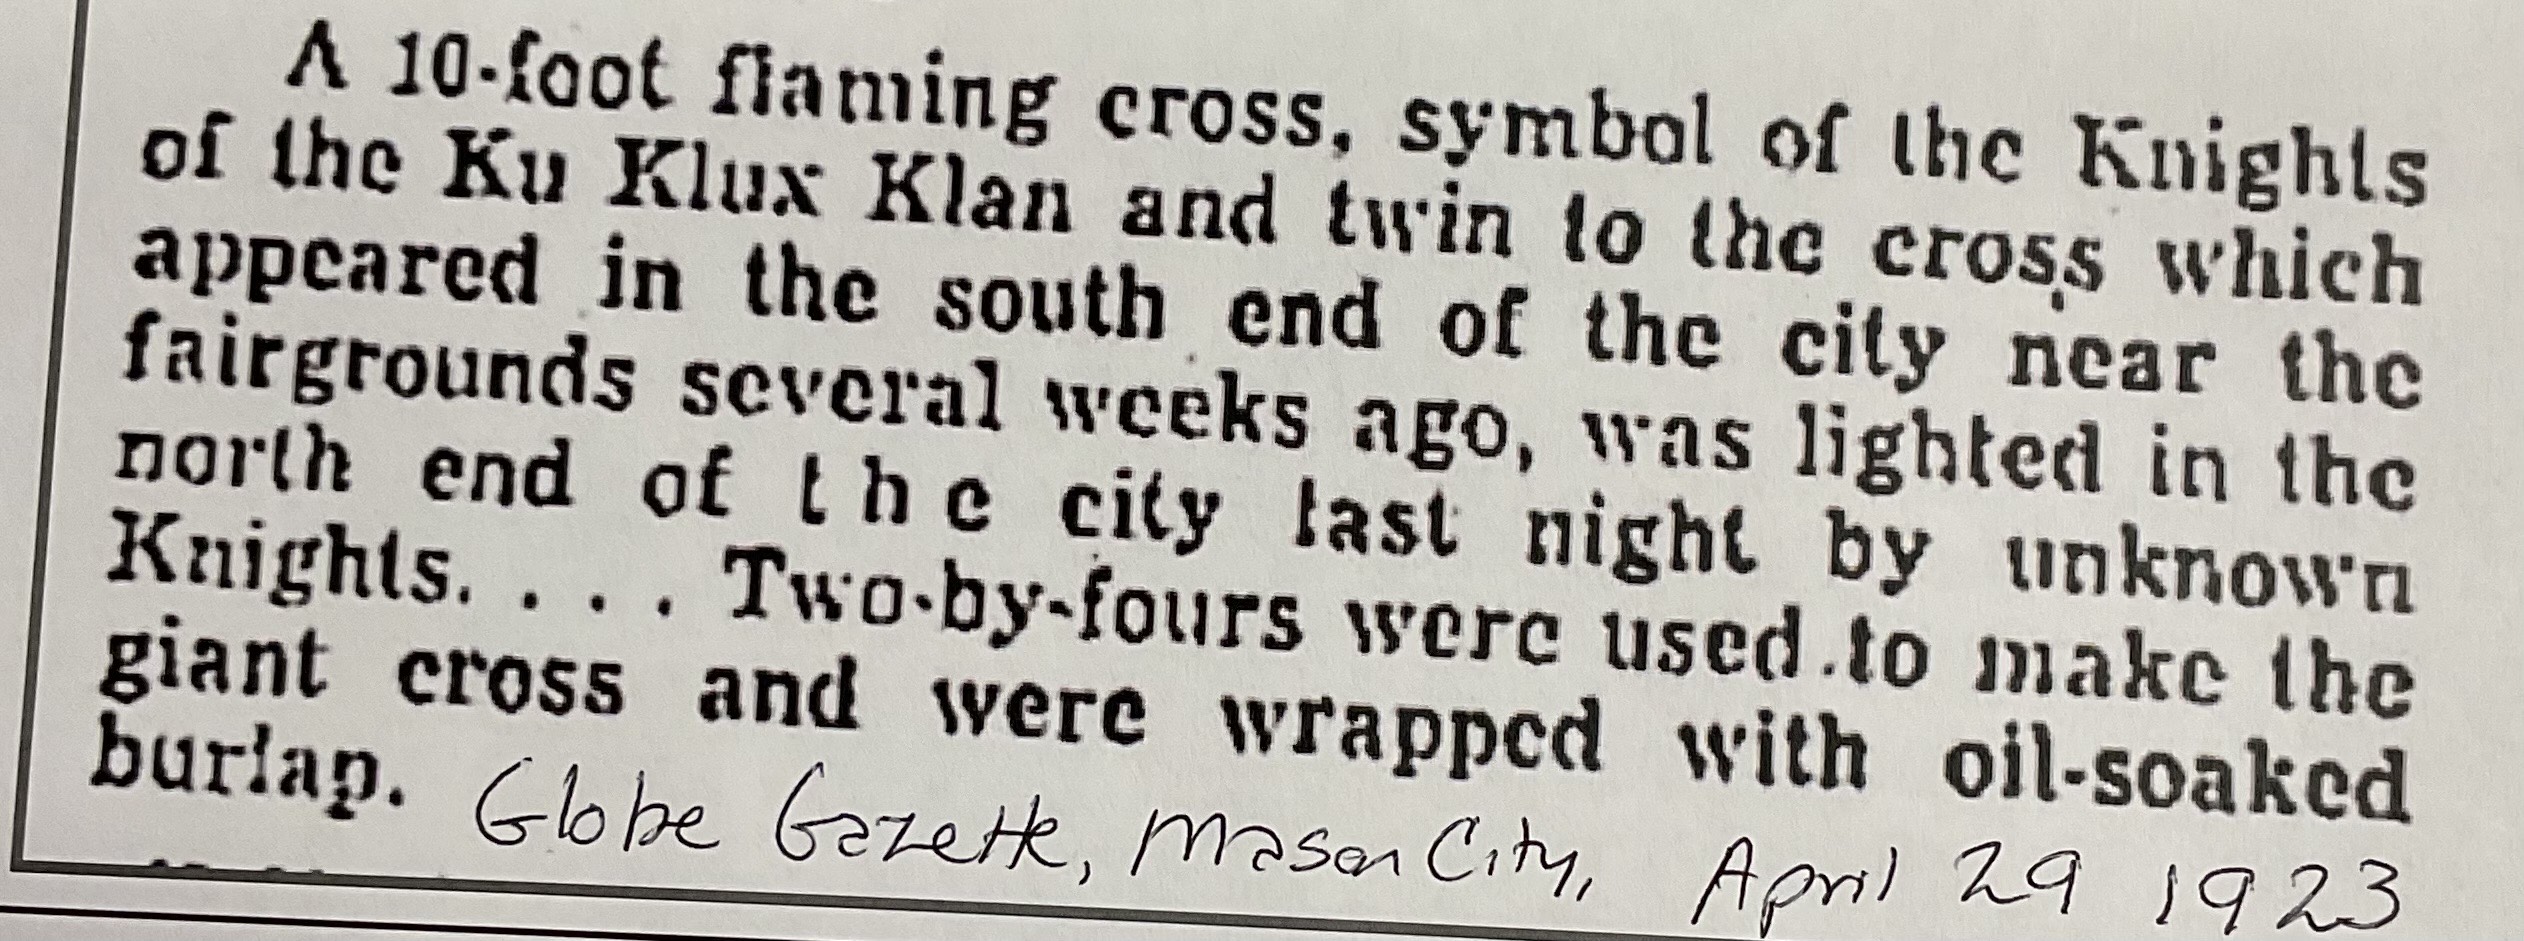 A 10-foot flaming cross, symbol of the Knights
of the Ku Klux Klan and twin to the cross which
appeared in the south end of the city near the
fairgrounds several weeks ago, was lighted in the
north end of the city last night by unknown
Knights. . . . Two-by-fours were used to make the
giant cross and were wrapped with oil-soaked
burlap.
Globe Gazette, Mason City, April 29 1923